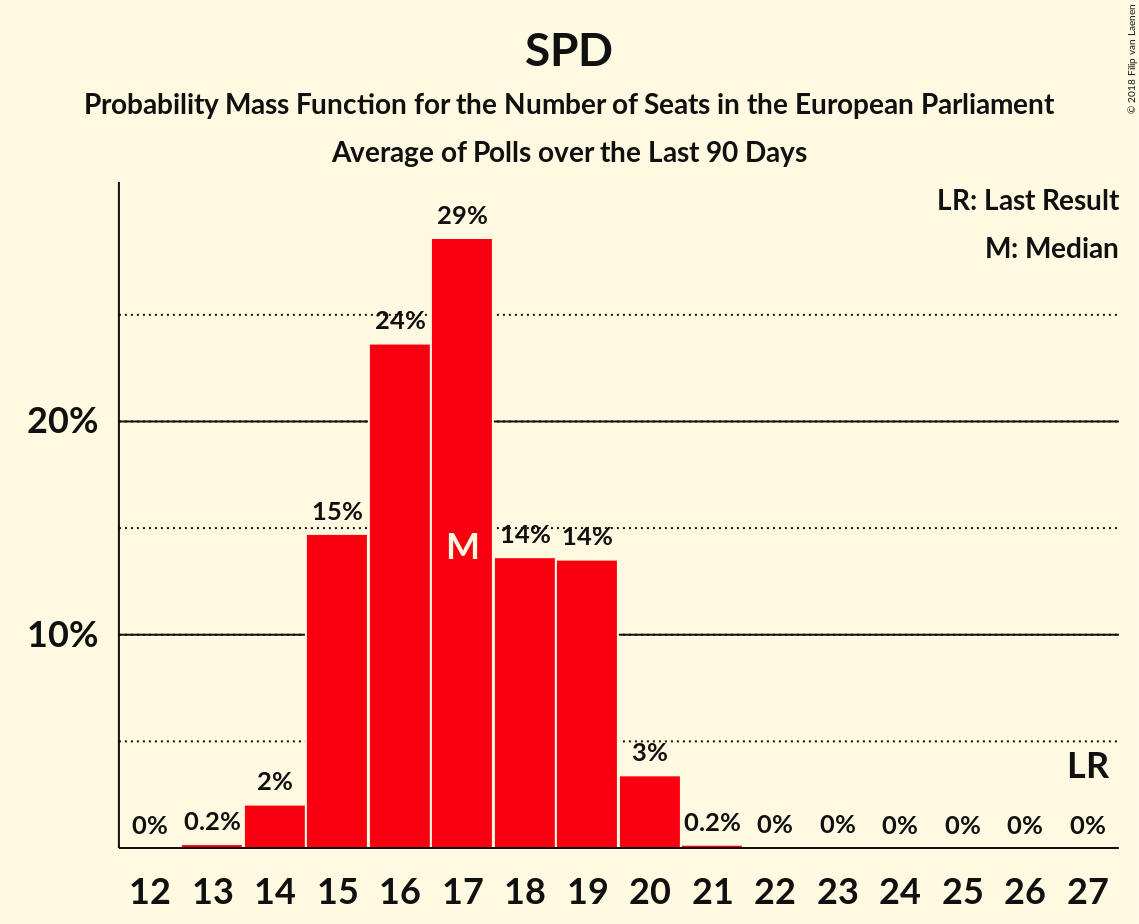 SPD
Probability Mass Function for the Number of Seats in the European Parliament
Average of Polls over the Last 90 Days
© 2018 Filip van Laenen
LR: Last Result
M: Median
29%
24%
20%
15%
M
14%
14%
10%
3%
LR
2%
0%
0.2%
0.2%
0%
0%
0%
0%
0%
0%
12 13 14 15 16 17 18 19 20 21 22 23 24 25 26 27